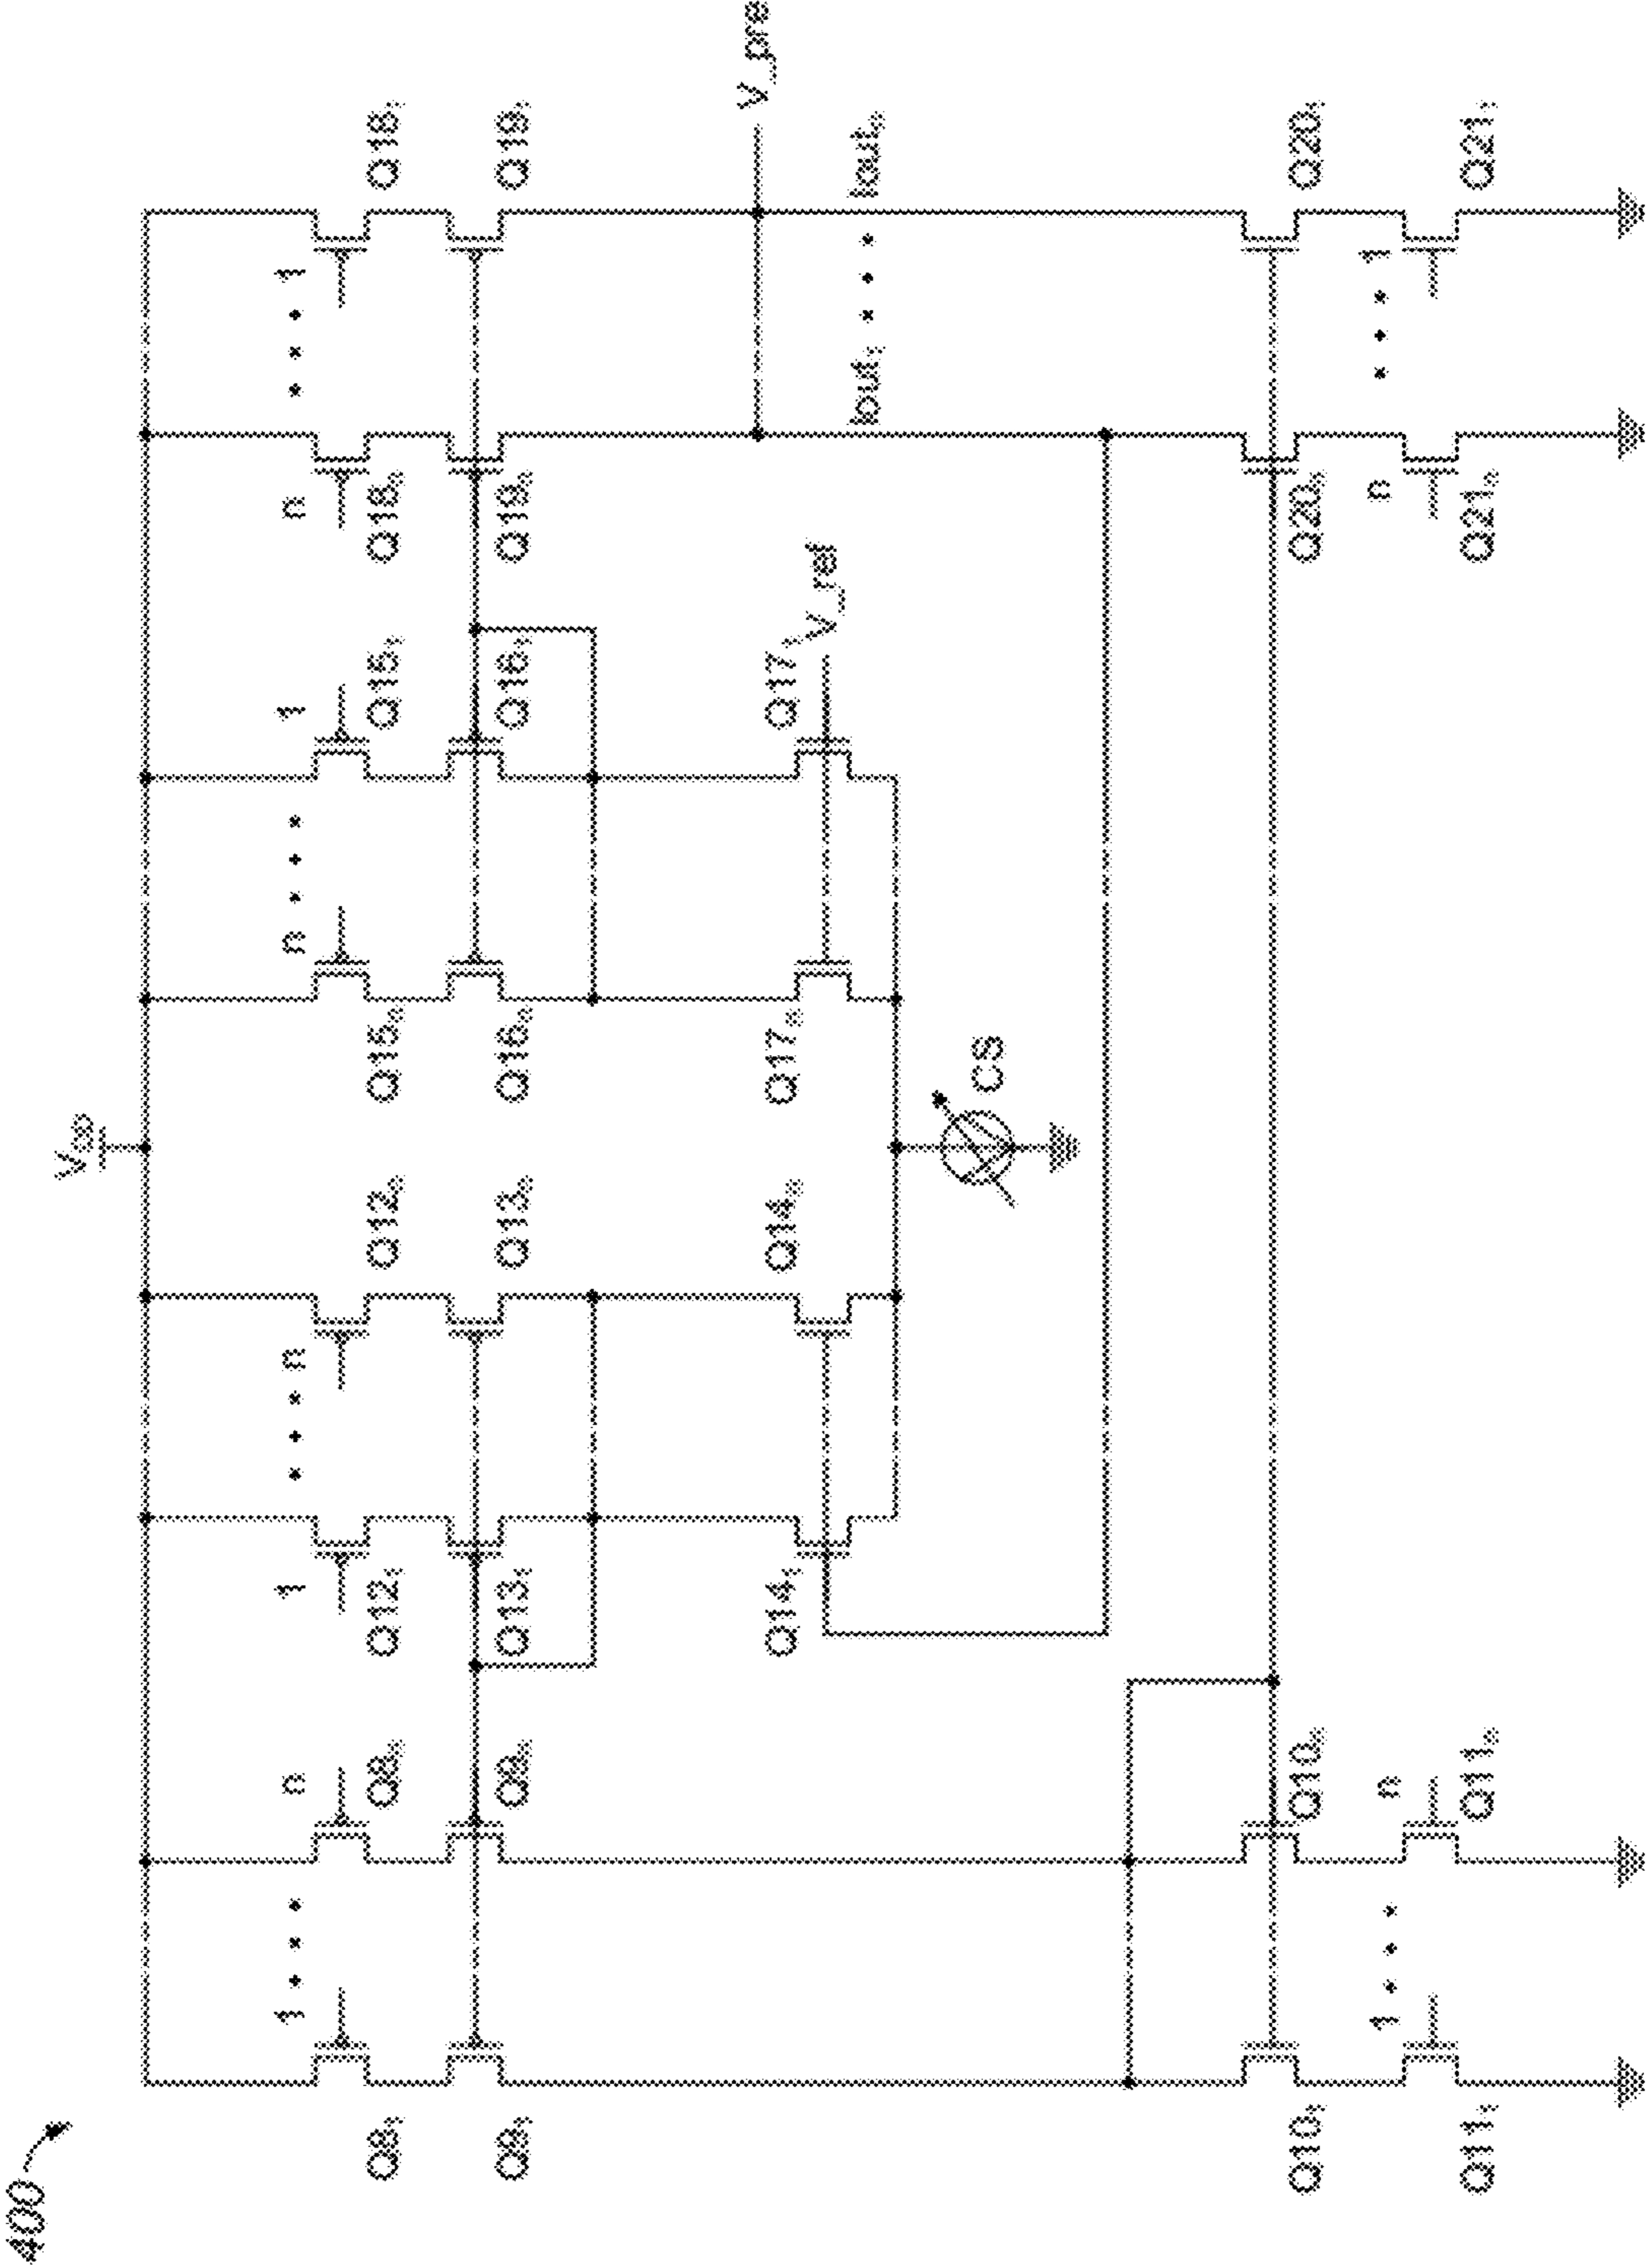 400
V_DD
1 n 1 n n 1 n 1
Q8₁ Q8ₙ Q12₁ Q12ₙ Q15ₙ Q15₁ Q18ₙ Q18₁
Q9₁ Q9ₙ Q13₁ Q13ₙ Q16ₙ Q16₁ Q19ₙ Q19₁
V_pre
Q14₁ Q14ₙ Q17ₙ Q17₁
V_ref
Iout₁ Ioutₙ
CS
Q10₁ Q10ₙ Q20ₙ Q20₁
1 n n 1
Q11₁ Q11ₙ Q21ₙ Q21₁